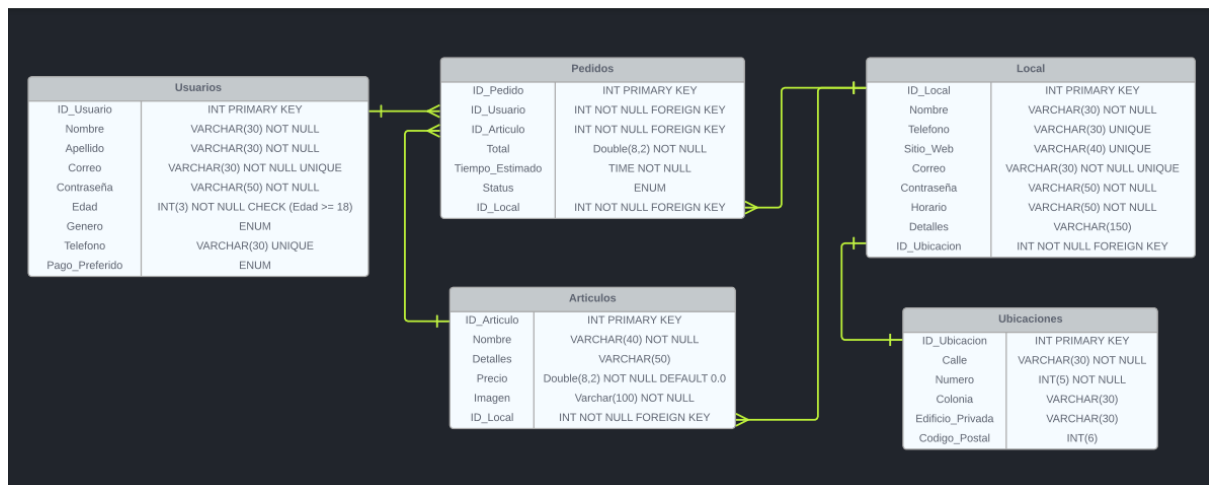 Usuarios
ID_Usuario INT PRIMARY KEY
Nombre VARCHAR(30) NOT NULL
Apellido VARCHAR(30) NOT NULL
Correo VARCHAR(30) NOT NULL UNIQUE
Contraseña VARCHAR(50) NOT NULL
Edad INT(3) NOT NULL CHECK (Edad >= 18)
Genero ENUM
Telefono VARCHAR(30) UNIQUE
Pago_Preferido ENUM
Pedidos
ID_Pedido INT PRIMARY KEY
ID_Usuario INT NOT NULL FOREIGN KEY
ID_Articulo INT NOT NULL FOREIGN KEY
Total Double(8,2) NOT NULL
Tiempo_Estimado TIME NOT NULL
Status ENUM
ID_Local INT NOT NULL FOREIGN KEY
Articulos
ID_Articulo INT PRIMARY KEY
Nombre VARCHAR(40) NOT NULL
Detalles VARCHAR(50)
Precio Double(8,2) NOT NULL DEFAULT 0.0
Imagen Varchar(100) NOT NULL
ID_Local INT NOT NULL FOREIGN KEY
Local
ID_Local INT PRIMARY KEY
Nombre VARCHAR(30) NOT NULL
Telefono VARCHAR(30) UNIQUE
Sitio_Web VARCHAR(40) UNIQUE
Correo VARCHAR(30) NOT NULL UNIQUE
Contraseña VARCHAR(50) NOT NULL
Horario VARCHAR(50) NOT NULL
Detalles VARCHAR(150)
ID_Ubicacion INT NOT NULL FOREIGN KEY
Ubicaciones
ID_Ubicacion INT PRIMARY KEY
Calle VARCHAR(30) NOT NULL
Numero INT(5) NOT NULL
Colonia VARCHAR(30)
Edificio_Privada VARCHAR(30)
Codigo_Postal INT(6)